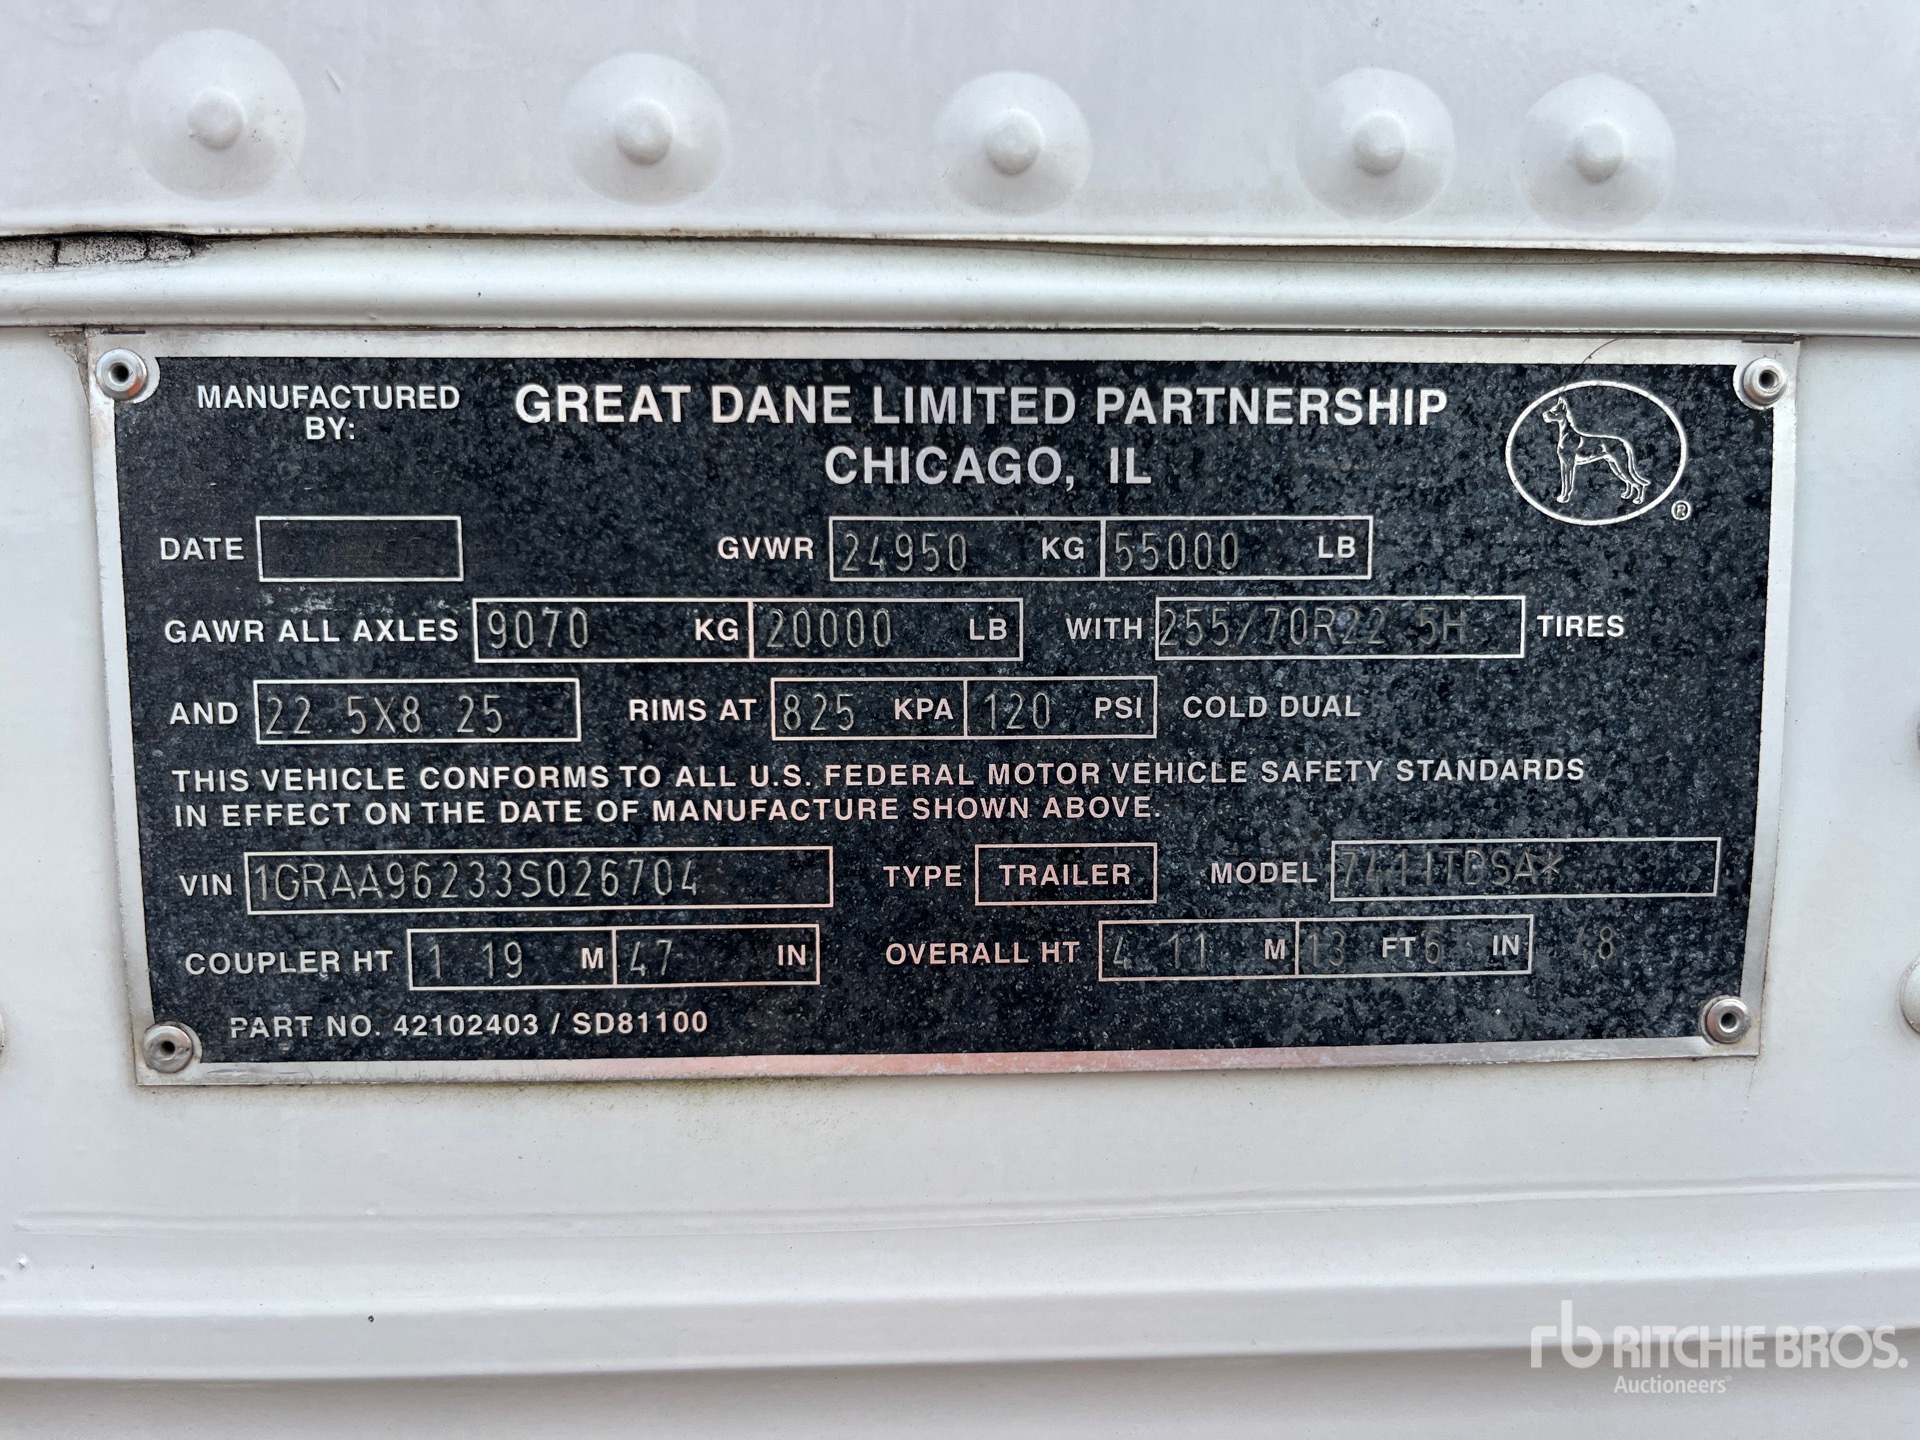 MANUFACTURED BY: GREAT DANE LIMITED PARTNERSHIP
CHICAGO, IL
®
DATE GVWR 24950 KG 55000 LB
GAWR ALL AXLES 9070 KG 20000 LB WITH 255/70R22 5H TIRES
AND 22 5X8 25 RIMS AT 825 KPA 120 PSI COLD DUAL
THIS VEHICLE CONFORMS TO ALL U.S. FEDERAL MOTOR VEHICLE SAFETY STANDARDS
IN EFFECT ON THE DATE OF MANUFACTURE SHOWN ABOVE.
VIN 1GRAA96233S026704 TYPE TRAILER MODEL
COUPLER HT 1 19 M 47 IN OVERALL HT 4 11 M 13 FT 6 IN 48
PART NO. 42102403 / SD81100
rb RITCHIE BROS.
Auctioneers